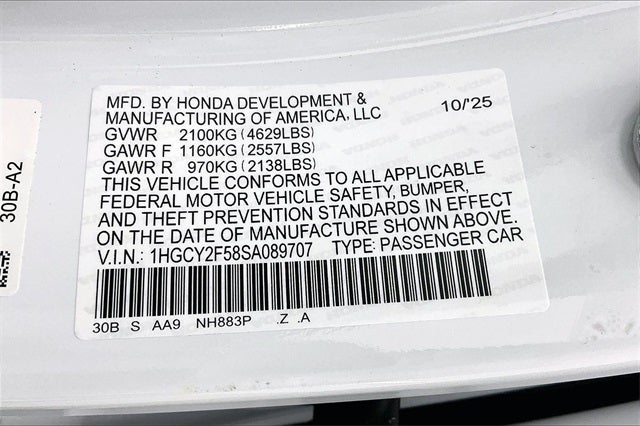 MFD. BY HONDA DEVELOPMENT & 10/'25
MANUFACTURING OF AMERICA, LLC
GVWR 2100KG (4629LBS)
GAWR F 1160KG (2557LBS)
GAWR R 970KG (2138LBS)
THIS VEHICLE CONFORMS TO ALL APPLICABLE
FEDERAL MOTOR VEHICLE SAFETY, BUMPER,
AND THEFT PREVENTION STANDARDS IN EFFECT
ON THE DATE OF MANUFACTURE SHOWN ABOVE.
V.I.N.: 1HGCY2F58SA089707 TYPE: PASSENGER CAR
30B S AA9 NH883P .Z .A
30B-A2